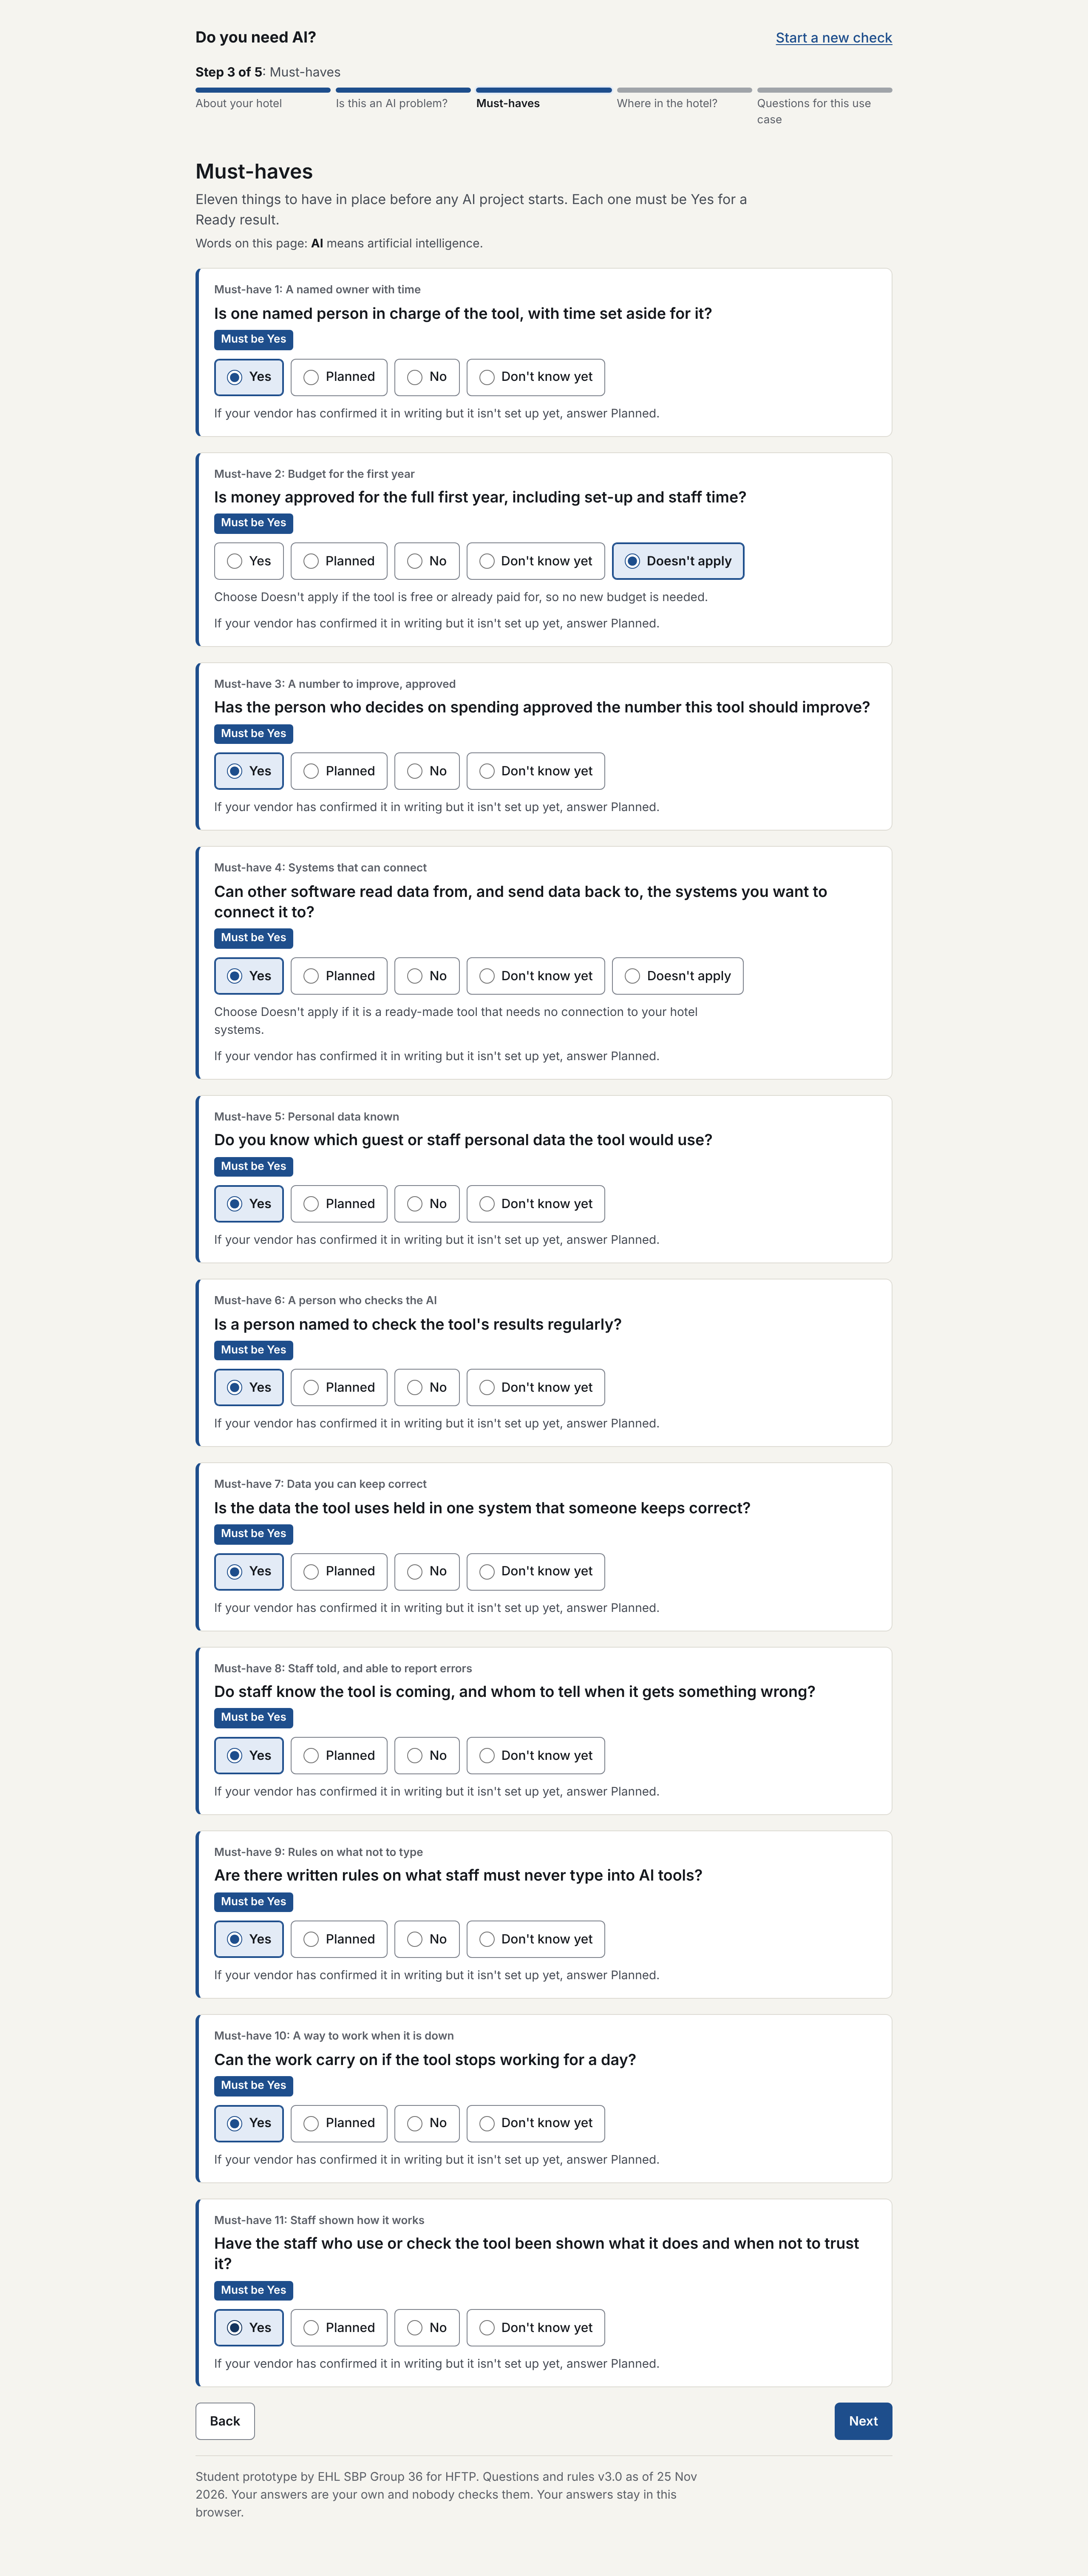 Do you need AI?
Start a new check
Step 3 of 5: Must-haves
About your hotel
Is this an AI problem?
Must-haves
Where in the hotel?
Questions for this use
case
Must-haves
Eleven things to have in place before any AI project starts. Each one must be Yes for a
Ready result.
Words on this page: AI means artificial intelligence.
Must-have 1: A named owner with time
Is one named person in charge of the tool, with time set aside for it?
Must be Yes
Yes
Planned
No
Don't know yet
If your vendor has confirmed it in writing but it isn't set up yet, answer Planned.
Must-have 2: Budget for the first year
Is money approved for the full first year, including set-up and staff time?
Must be Yes
Yes
Planned
No
Don't know yet
Doesn't apply
Choose Doesn't apply if the tool is free or already paid for, so no new budget is needed.
If your vendor has confirmed it in writing but it isn't set up yet, answer Planned.
Must-have 3: A number to improve, approved
Has the person who decides on spending approved the number this tool should improve?
Must be Yes
Yes
Planned
No
Don't know yet
If your vendor has confirmed it in writing but it isn't set up yet, answer Planned.
Must-have 4: Systems that can connect
Can other software read data from, and send data back to, the systems you want to
connect it to?
Must be Yes
Yes
Planned
No
Don't know yet
Doesn't apply
Choose Doesn't apply if it is a ready-made tool that needs no connection to your hotel
systems.
If your vendor has confirmed it in writing but it isn't set up yet, answer Planned.
Must-have 5: Personal data known
Do you know which guest or staff personal data the tool would use?
Must be Yes
Yes
Planned
No
Don't know yet
If your vendor has confirmed it in writing but it isn't set up yet, answer Planned.
Must-have 6: A person who checks the AI
Is a person named to check the tool's results regularly?
Must be Yes
Yes
Planned
No
Don't know yet
If your vendor has confirmed it in writing but it isn't set up yet, answer Planned.
Must-have 7: Data you can keep correct
Is the data the tool uses held in one system that someone keeps correct?
Must be Yes
Yes
Planned
No
Don't know yet
If your vendor has confirmed it in writing but it isn't set up yet, answer Planned.
Must-have 8: Staff told, and able to report errors
Do staff know the tool is coming, and whom to tell when it gets something wrong?
Must be Yes
Yes
Planned
No
Don't know yet
If your vendor has confirmed it in writing but it isn't set up yet, answer Planned.
Must-have 9: Rules on what not to type
Are there written rules on what staff must never type into AI tools?
Must be Yes
Yes
Planned
No
Don't know yet
If your vendor has confirmed it in writing but it isn't set up yet, answer Planned.
Must-have 10: A way to work when it is down
Can the work carry on if the tool stops working for a day?
Must be Yes
Yes
Planned
No
Don't know yet
If your vendor has confirmed it in writing but it isn't set up yet, answer Planned.
Must-have 11: Staff shown how it works
Have the staff who use or check the tool been shown what it does and when not to trust
it?
Must be Yes
Yes
Planned
No
Don't know yet
If your vendor has confirmed it in writing but it isn't set up yet, answer Planned.
Back
Next
Student prototype by EHL SBP Group 36 for HFTP. Questions and rules v3.0 as of 25 Nov
2026. Your answers are your own and nobody checks them. Your answers stay in this
browser.